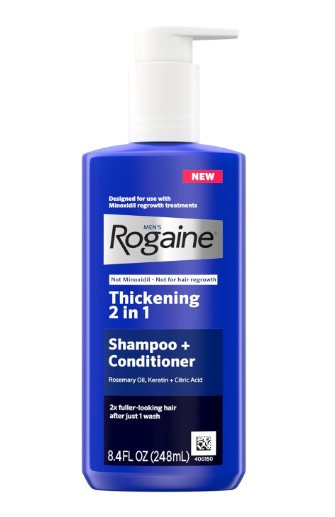 NEW
Designed for use with
Minoxidil regrowth treatments
MEN'S
Rogaine
Not Minoxidil - Not for hair regrowth
Thickening
2 in 1
Shampoo +
Conditioner
Rosemary Oil, Keratin + Citric Acid
2x fuller-looking hair
after just 1 wash
8.4FL OZ (248mL)
400150